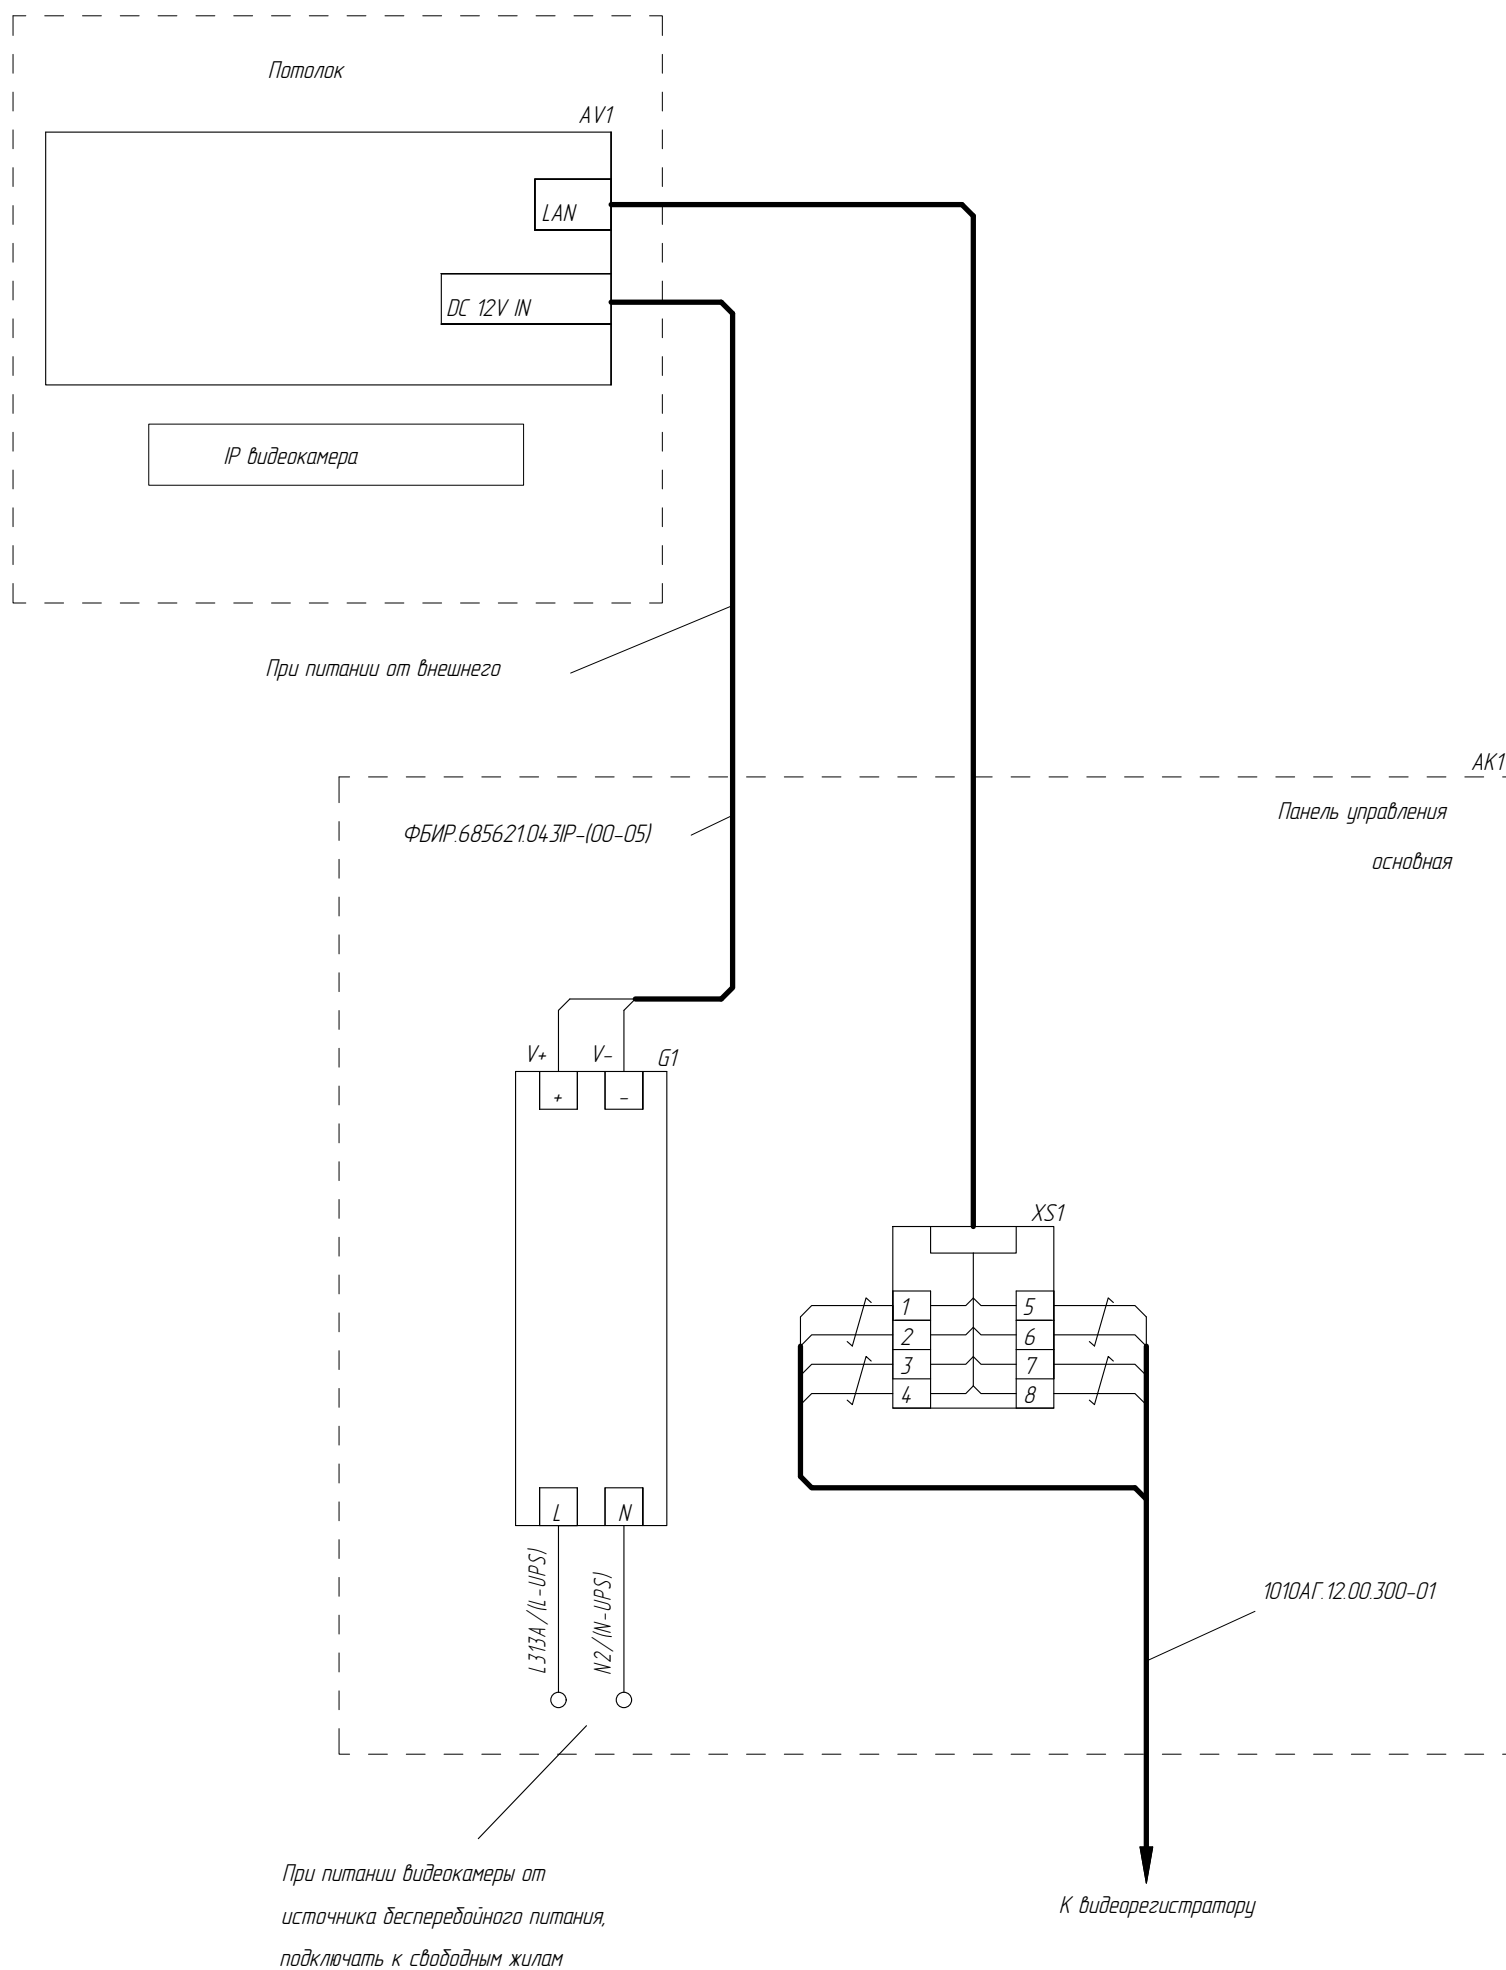 Потолок
AV1
LAN
DC 12V IN
IP видеокамера
При питании от внешнего
AK1
Панель управления
основная
ФБИР.685621.043IP-(00-05)
V+
V-
G1
+
-
XS1
1
5
2
6
3
7
4
8
L
N
L313A/(L-UPS)
N2/(N-UPS)
1010АГ.12.00.300-01
При питании видеокамеры от
источника бесперебойного питания,
подключать к свободным жилам
К видеорегистратору